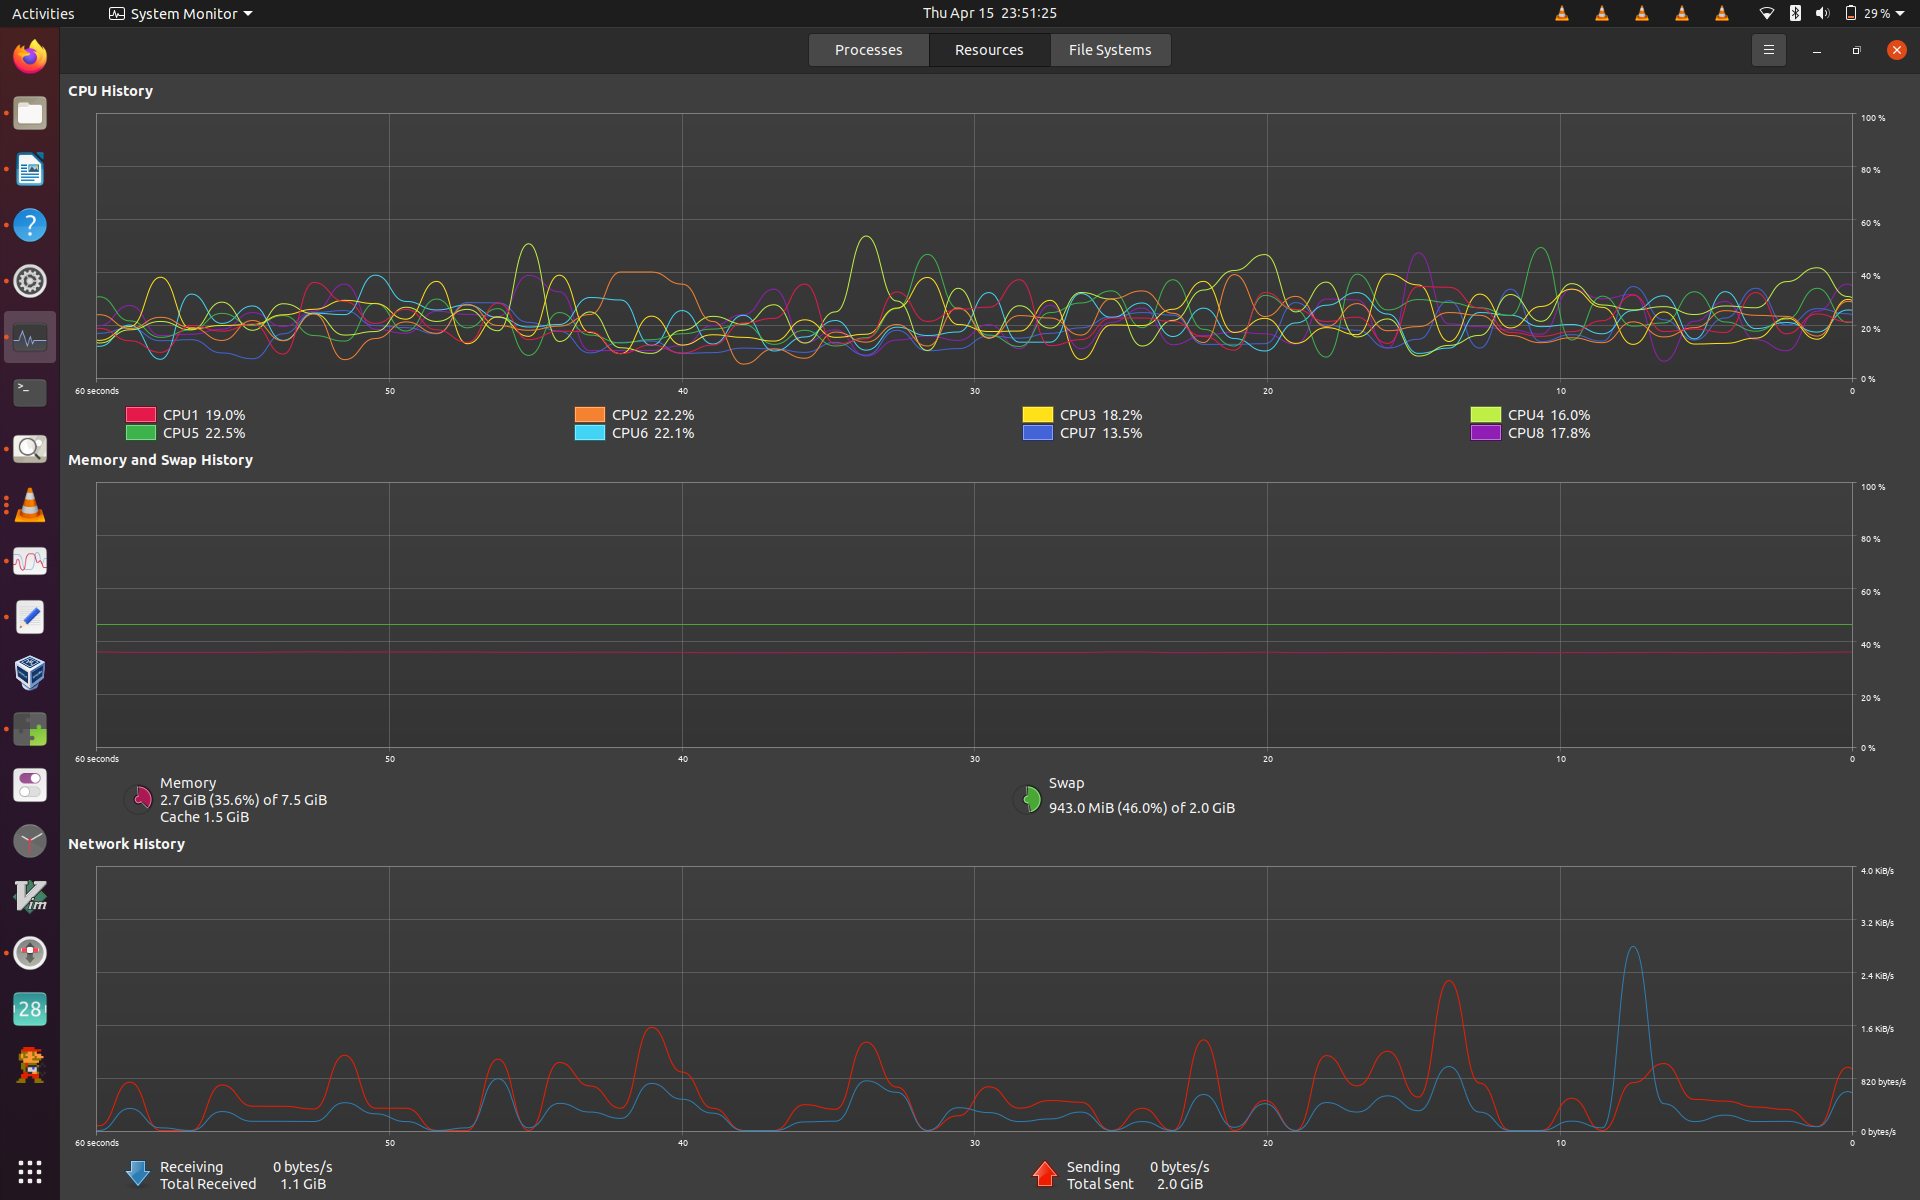 Activities System Monitor Thu Apr 15 23:51:25 29 %
Processes Resources File Systems
CPU History
100 %
80 %
60 %
40 %
20 %
0 %
60 seconds 50 40 30 20 10 0
CPU1 19.0% CPU2 22.2% CPU3 18.2% CPU4 16.0%
CPU5 22.5% CPU6 22.1% CPU7 13.5% CPU8 17.8%
Memory and Swap History
100 %
80 %
60 %
40 %
20 %
0 %
60 seconds 50 40 30 20 10 0
Memory
2.7 GiB (35.6%) of 7.5 GiB
Cache 1.5 GiB
Swap
943.0 MiB (46.0%) of 2.0 GiB
Network History
4.0 KiB/s
3.2 KiB/s
2.4 KiB/s
1.6 KiB/s
820 bytes/s
0 bytes/s
60 seconds 50 40 30 20 10 0
Receiving 0 bytes/s
Total Received 1.1 GiB
Sending 0 bytes/s
Total Sent 2.0 GiB
?
>_
Vim
28